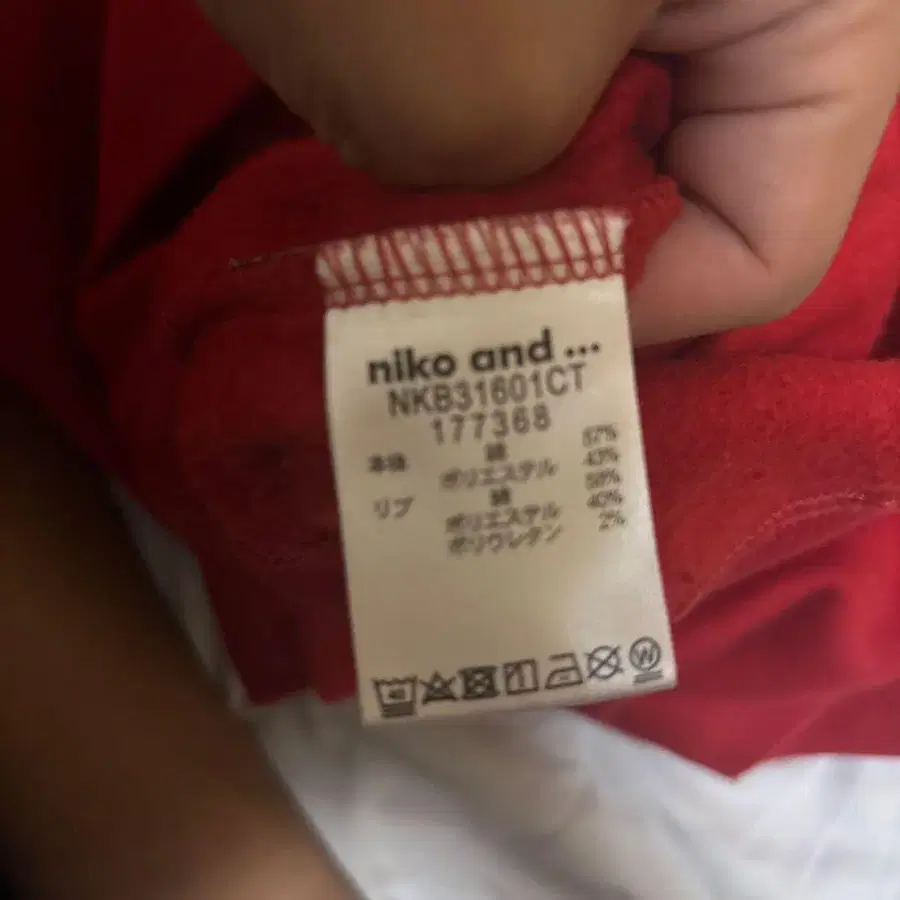 niko and ...
NKB31601CT
177368
本体 綿 57%
ポリエステル 43%
リブ 綿 58%
ポリエステル 40%
ポリウレタン 2%
40
W